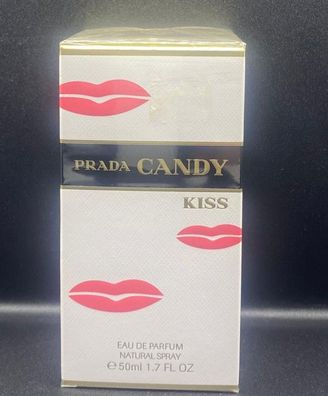 PRADA CANDY
KISS
EAU DE PARFUM
NATURAL SPRAY
℮50ml 1.7 FL OZ